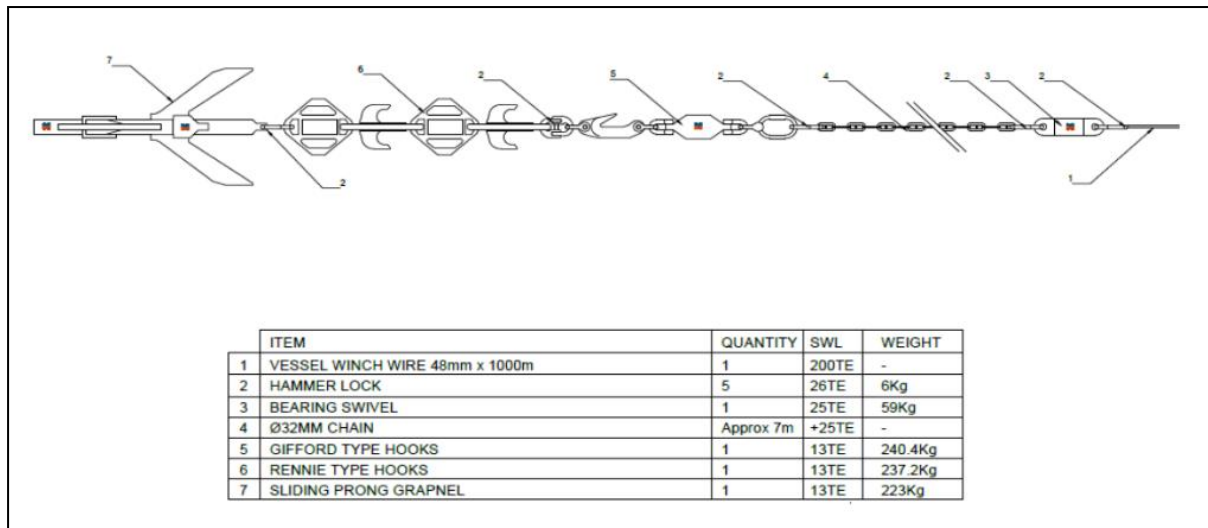 7
6
2
5
2
4
2
3
2
2
1
ITEM QUANTITY SWL WEIGHT
1 VESSEL WINCH WIRE 48mm x 1000m 1 200TE -
2 HAMMER LOCK 5 26TE 6Kg
3 BEARING SWIVEL 1 25TE 59Kg
4 Ø32MM CHAIN Approx 7m +25TE -
5 GIFFORD TYPE HOOKS 1 13TE 240.4Kg
6 RENNIE TYPE HOOKS 1 13TE 237.2Kg
7 SLIDING PRONG GRAPNEL 1 13TE 223Kg